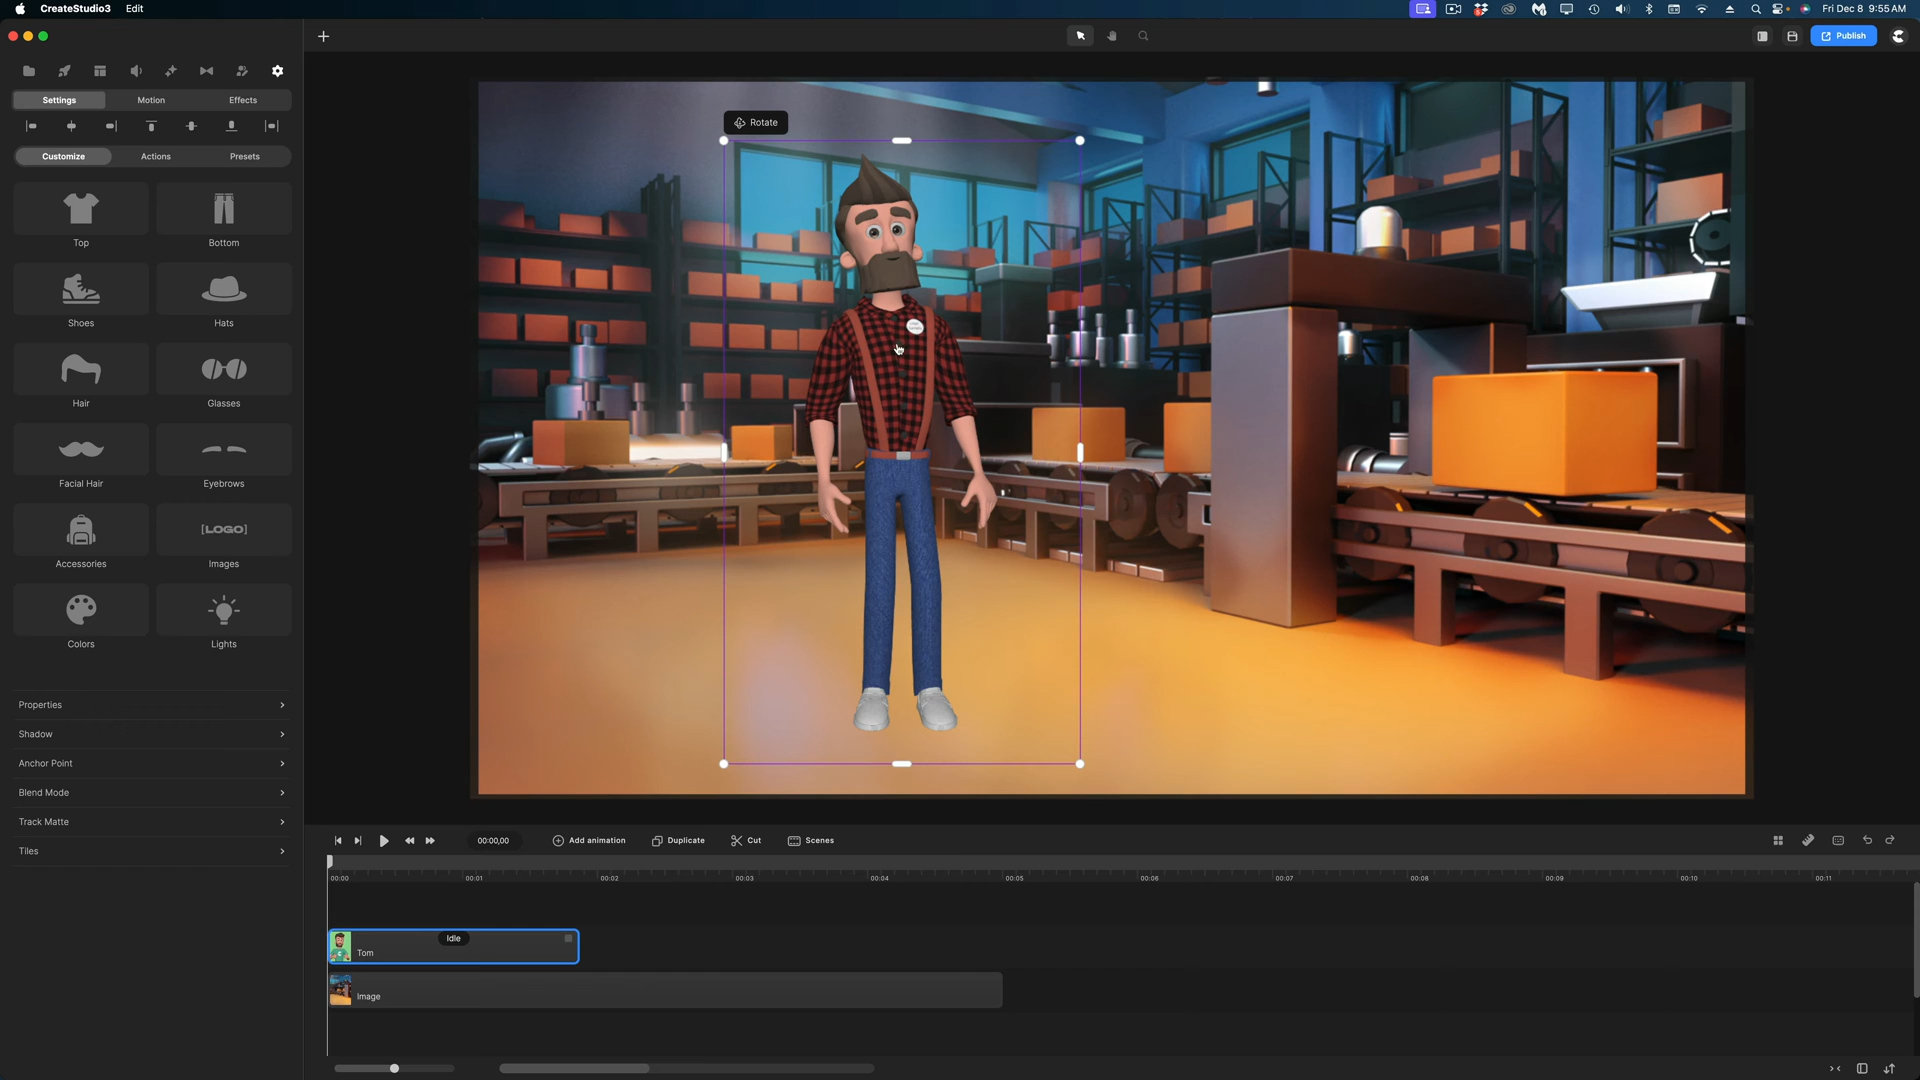 CreateStudio3 Edit
Fri Dec 8 9:55 AM
Publish
Settings Motion Effects
Customize Actions Presets
Rotate
Top Bottom
Shoes Hats
Hair Glasses
Facial Hair Eyebrows
[LOGO]
Accessories Images
Colors Lights
Properties
Shadow
Anchor Point
Blend Mode
Track Matte
Tiles
00:00,00 Add animation Duplicate Cut Scenes
00:00 00:01 00:02 00:03 00:04 00:05 00:06 00:07 00:08 00:09 00:10 00:11
Idle
Tom
Image